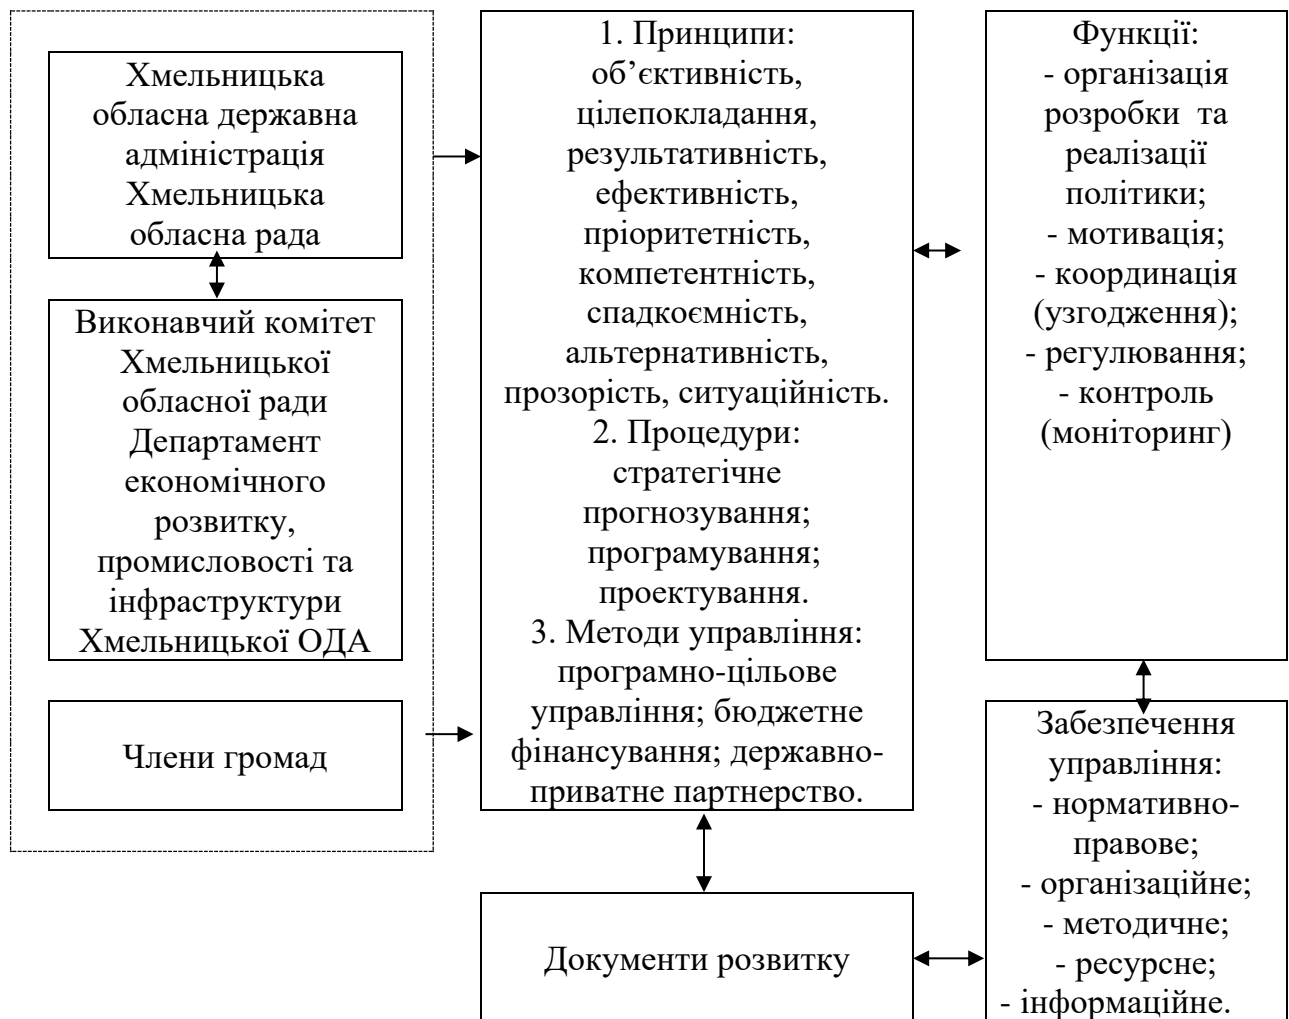 Хмельницька
обласна державна
адміністрація
Хмельницька
обласна рада
Виконавчий комітет
Хмельницької
обласної ради
Департамент
економічного
розвитку,
промисловості та
інфраструктури
Хмельницької ОДА
Члени громад
1. Принципи:
об’єктивність,
цілепокладання,
результативність,
ефективність,
пріоритетність,
компетентність,
спадкоємність,
альтернативність,
прозорість, ситуаційність.
2. Процедури:
стратегічне
прогнозування;
програмування;
проектування.
3. Методи управління:
програмно-цільове
управління; бюджетне
фінансування; державно-
приватне партнерство.
Документи розвитку
Функції:
- організація
розробки та
реалізації
політики;
- мотивація;
- координація
(узгодження);
- регулювання;
- контроль
(моніторинг)
Забезпечення
управління:
- нормативно-
правове;
- організаційне;
- методичне;
- ресурсне;
- інформаційне.